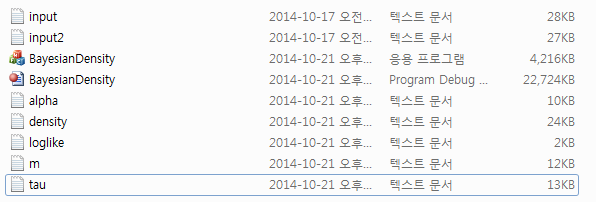 input 2014-10-17 오전... 텍스트 문서 28KB
input2 2014-10-17 오전... 텍스트 문서 27KB
BayesianDensity 2014-10-21 오후... 응용 프로그램 4,216KB
BayesianDensity 2014-10-21 오후... Program Debug ... 22,724KB
alpha 2014-10-21 오후... 텍스트 문서 10KB
density 2014-10-21 오후... 텍스트 문서 24KB
loglike 2014-10-21 오후... 텍스트 문서 2KB
m 2014-10-21 오후... 텍스트 문서 12KB
tau 2014-10-21 오후... 텍스트 문서 13KB